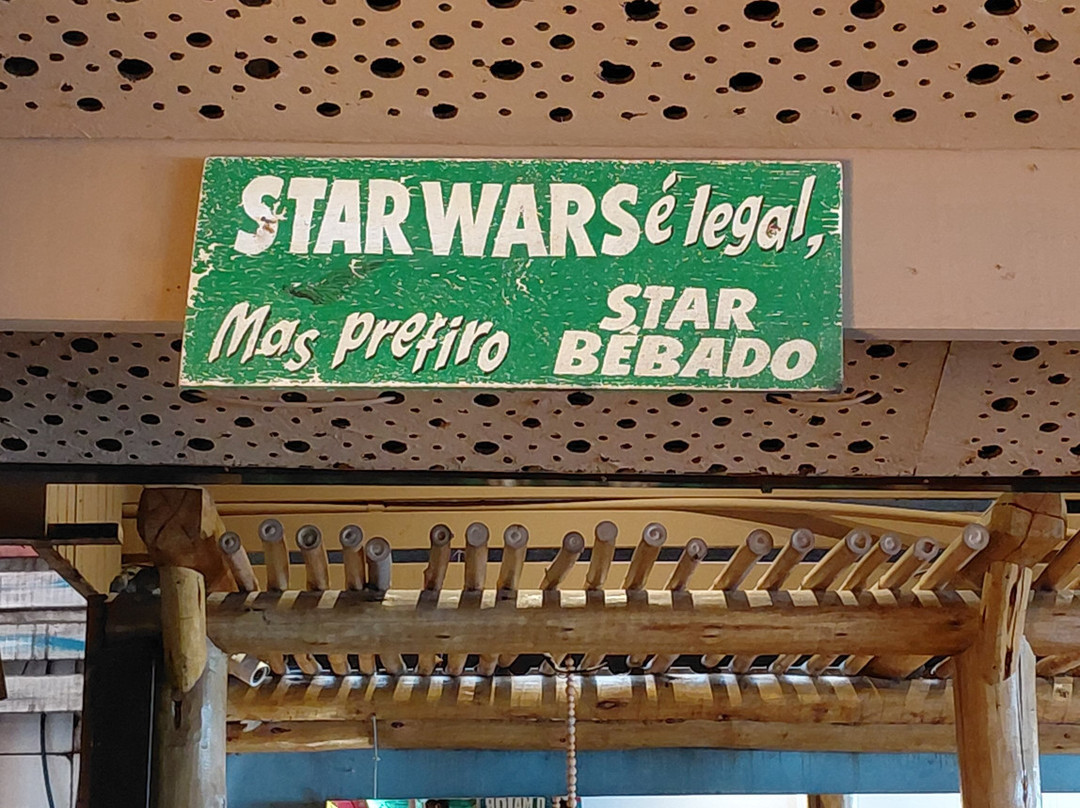 STAR WARS é legal,
Mas prefiro STAR
BÊBADO